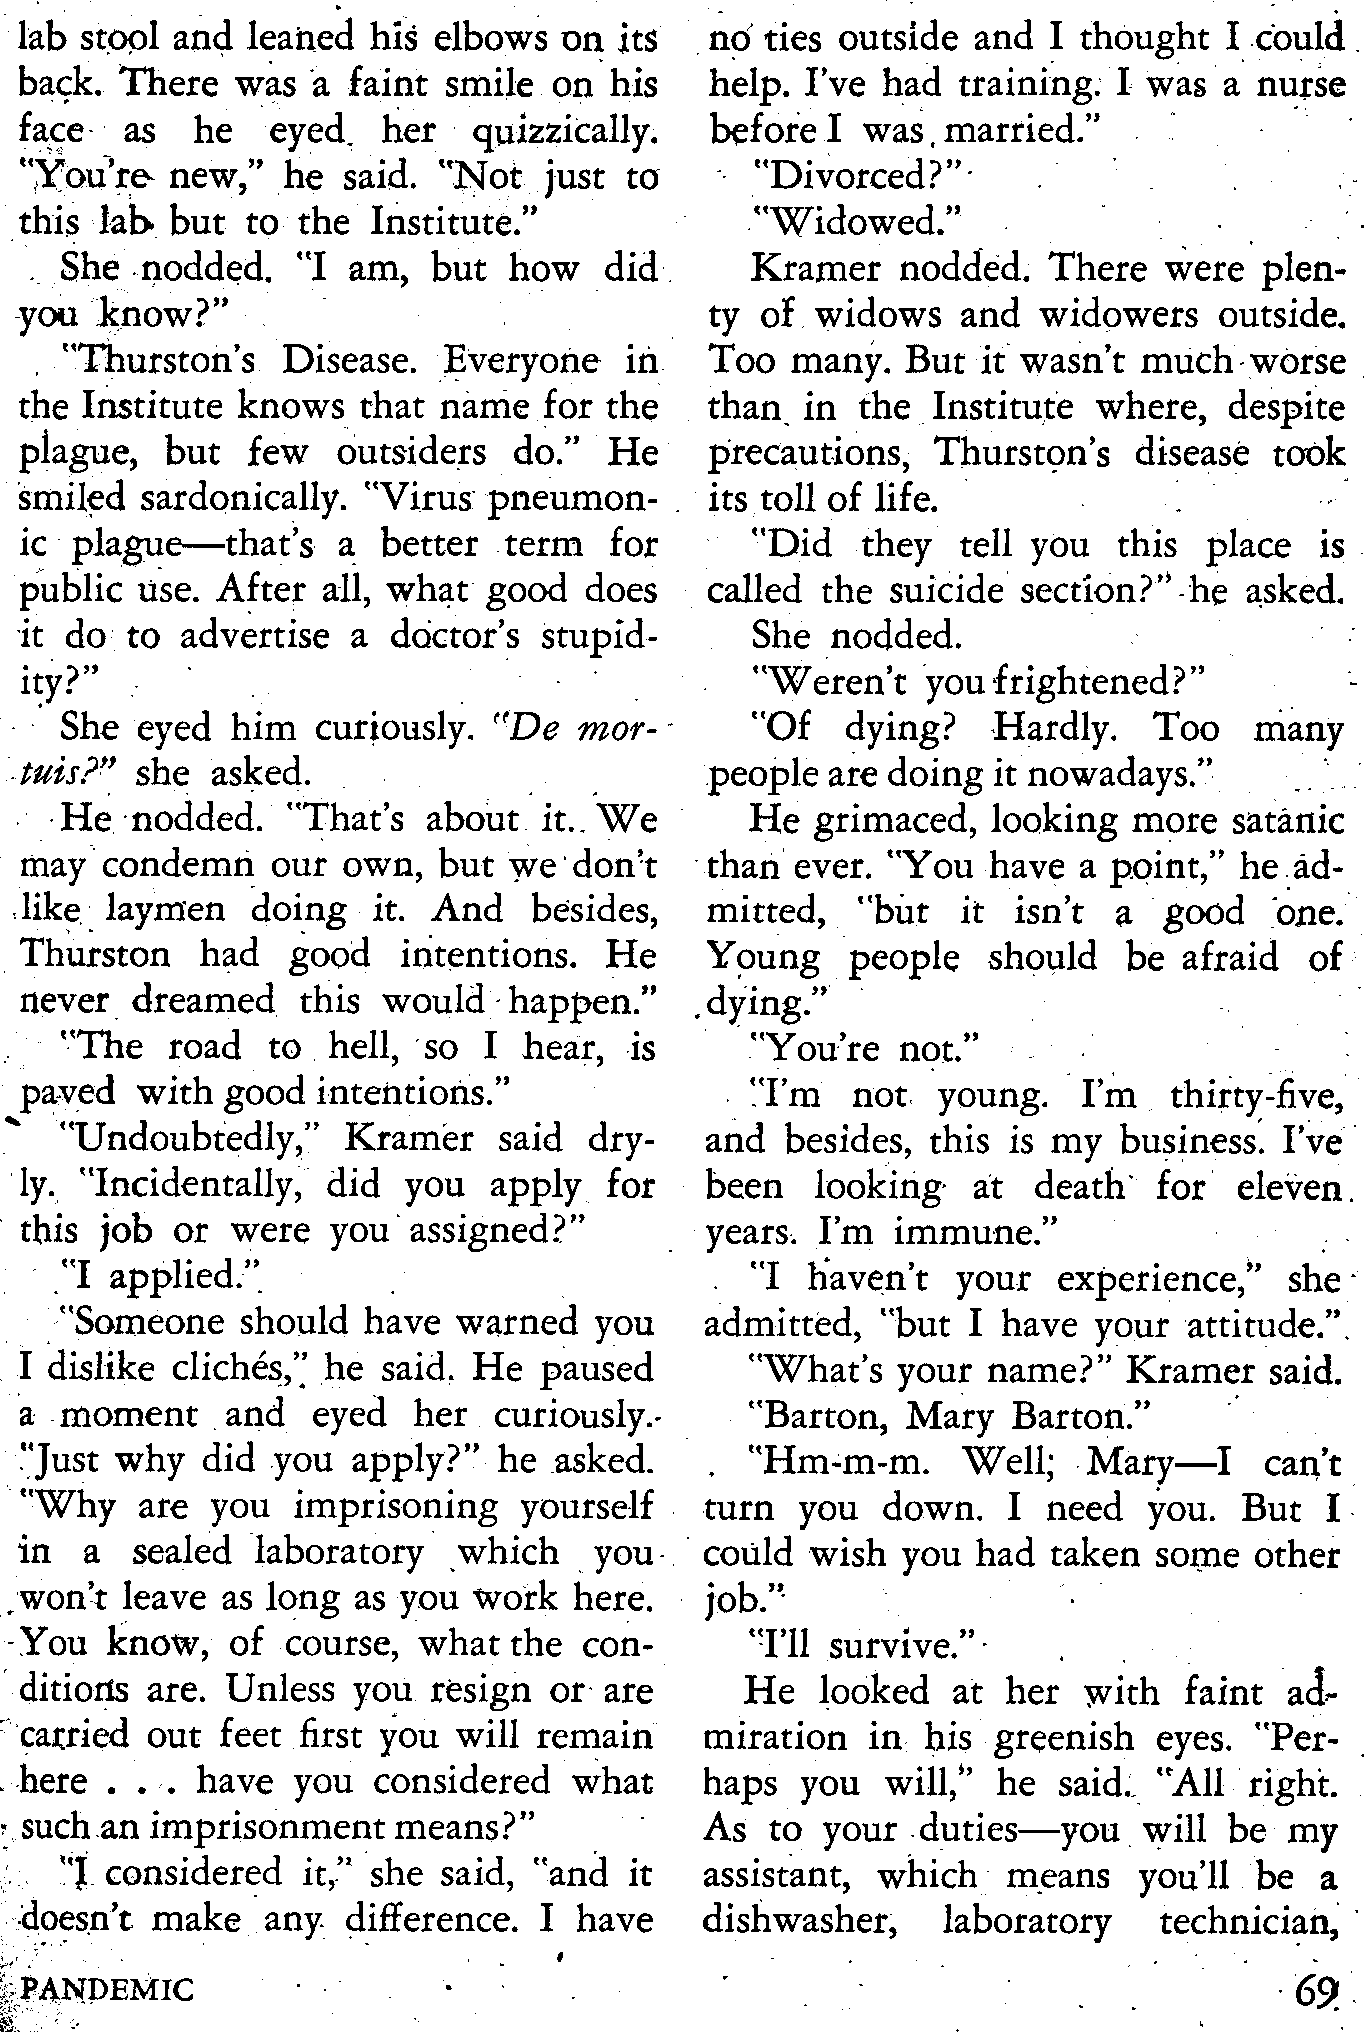 lab stool and leaned his elbows on its
back. There was a faint smile on his
face as he eyed her quizzically.
"You're new," he said. "Not just to
this lab but to the Institute."
She nodded. "I am, but how did
you know?"
"Thurston's Disease. Everyone in
the Institute knows that name for the
plague, but few outsiders do." He
smiled sardonically. "Virus pneumon-
ic plague—that's a better term for
public use. After all, what good does
it do to advertise a doctor's stupid-
ity?"
She eyed him curiously. "De mor-
tuis?" she asked.
He nodded. "That's about it. We
may condemn our own, but we don't
like laymen doing it. And besides,
Thurston had good intentions. He
never dreamed this would happen."
"The road to hell, so I hear, is
paved with good intentions."
"Undoubtedly," Kramer said dry-
ly. "Incidentally, did you apply for
this job or were you assigned?"
"I applied."
"Someone should have warned you
I dislike clichés," he said. He paused
a moment and eyed her curiously.
"Just why did you apply?" he asked.
"Why are you imprisoning yourself
in a sealed laboratory which you
won't leave as long as you work here.
You know, of course, what the con-
ditions are. Unless you resign or are
carried out feet first you will remain
here . . . have you considered what
such an imprisonment means?"
"I considered it," she said, "and it
doesn't make any difference. I have
no ties outside and I thought I could
help. I've had training. I was a nurse
before I was married."
"Divorced?"
"Widowed."
Kramer nodded. There were plen-
ty of widows and widowers outside.
Too many. But it wasn't much worse
than in the Institute where, despite
precautions, Thurston's disease took
its toll of life.
"Did they tell you this place is
called the suicide section?" he asked.
She nodded.
"Weren't you frightened?"
"Of dying? Hardly. Too many
people are doing it nowadays."
He grimaced, looking more satanic
than ever. "You have a point," he ad-
mitted, "but it isn't a good one.
Young people should be afraid of
dying."
"You're not."
"I'm not young. I'm thirty-five,
and besides, this is my business. I've
been looking at death for eleven
years. I'm immune."
"I haven't your experience," she
admitted, "but I have your attitude."
"What's your name?" Kramer said.
"Barton, Mary Barton."
"Hm-m-m. Well; Mary—I can't
turn you down. I need you. But I
could wish you had taken some other
job."
"I'll survive."
He looked at her with faint ad-
miration in his greenish eyes. "Per-
haps you will," he said. "All right.
As to your duties—you will be my
assistant, which means you'll be a
dishwasher, laboratory technician,
PANDEMIC
69